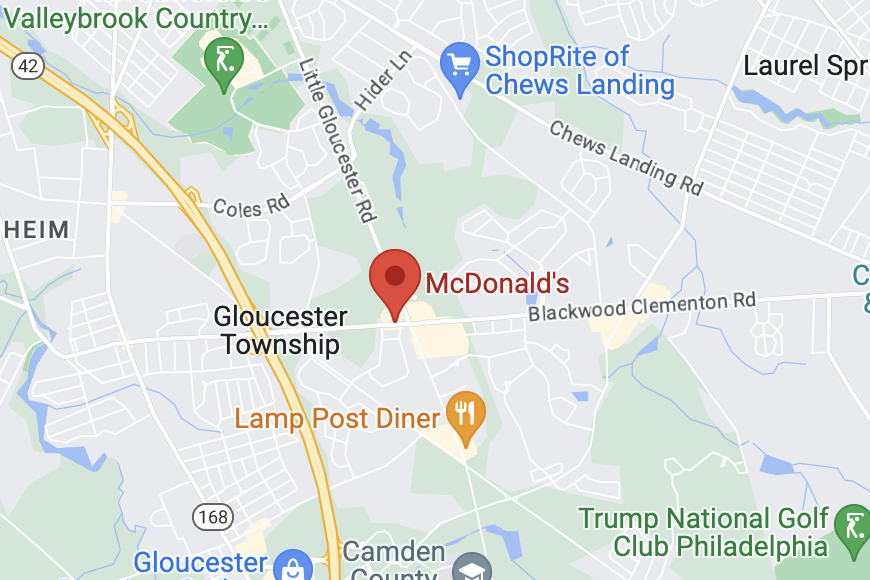 Valleybrook Country...
42
Little Gloucester Rd
Hider Ln
ShopRite of
Chews Landing
Laurel Spr
Chews Landing Rd
Coles Rd
HEIM
McDonald's
Blackwood Clementon Rd
C
&
Gloucester
Township
Lamp Post Diner
168
Trump National Golf
Club Philadelphia
Gloucester
Camden
County